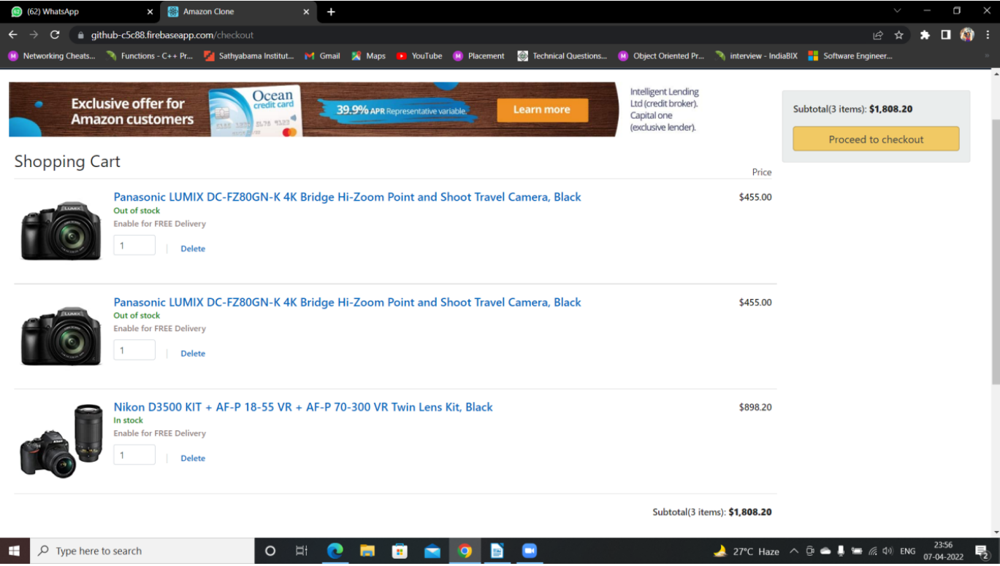 (62) WhatsApp
Amazon Clone
github-c5c88.firebaseapp.com/checkout
Networking Cheats...
Functions - C++ Pr...
Sathyabama Institut...
Gmail
Maps
YouTube
Placement
Technical Questions...
Object Oriented Pr...
interview - IndiaBIX
Software Engineer...
Exclusive offer for
Amazon customers
Ocean
credit card
39.9% APR Representative variable.
Learn more
Intelligent Lending
Ltd (credit broker).
Capital one
(exclusive lender).
Subtotal(3 items): $1,808.20
Proceed to checkout
Shopping Cart
Price
Panasonic LUMIX DC-FZ80GN-K 4K Bridge Hi-Zoom Point and Shoot Travel Camera, Black
$455.00
Out of stock
Enable for FREE Delivery
1 | Delete
Panasonic LUMIX DC-FZ80GN-K 4K Bridge Hi-Zoom Point and Shoot Travel Camera, Black
$455.00
Out of stock
Enable for FREE Delivery
1 | Delete
Nikon D3500 KIT + AF-P 18-55 VR + AF-P 70-300 VR Twin Lens Kit, Black
$898.20
In stock
Enable for FREE Delivery
1 | Delete
Subtotal(3 items): $1,808.20
Type here to search
27°C Haze
ENG
23:56
07-04-2022
2